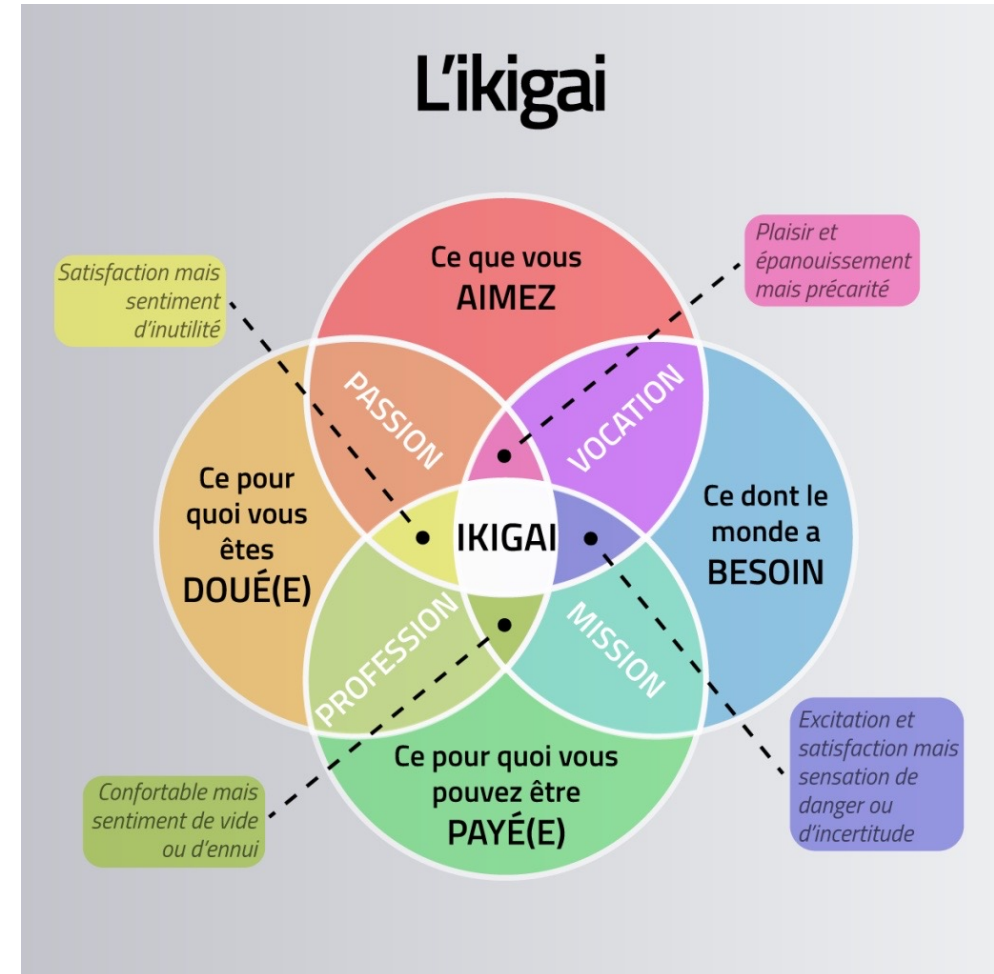 L'ikigai
Ce que vous
AIMEZ
Plaisir et
épanouissement
mais précarité
Satisfaction mais
sentiment
d'inutilité
PASSION
VOCATION
Ce pour
quoi vous
êtes
DOUÉ(E)
IKIGAI
Ce dont le
monde a
BESOIN
PROFESSION
MISSION
Ce pour quoi vous
pouvez être
PAYÉ(E)
Excitation et
satisfaction mais
sensation de
danger ou
d'incertitude
Confortable mais
sentiment de vide
ou d'ennui